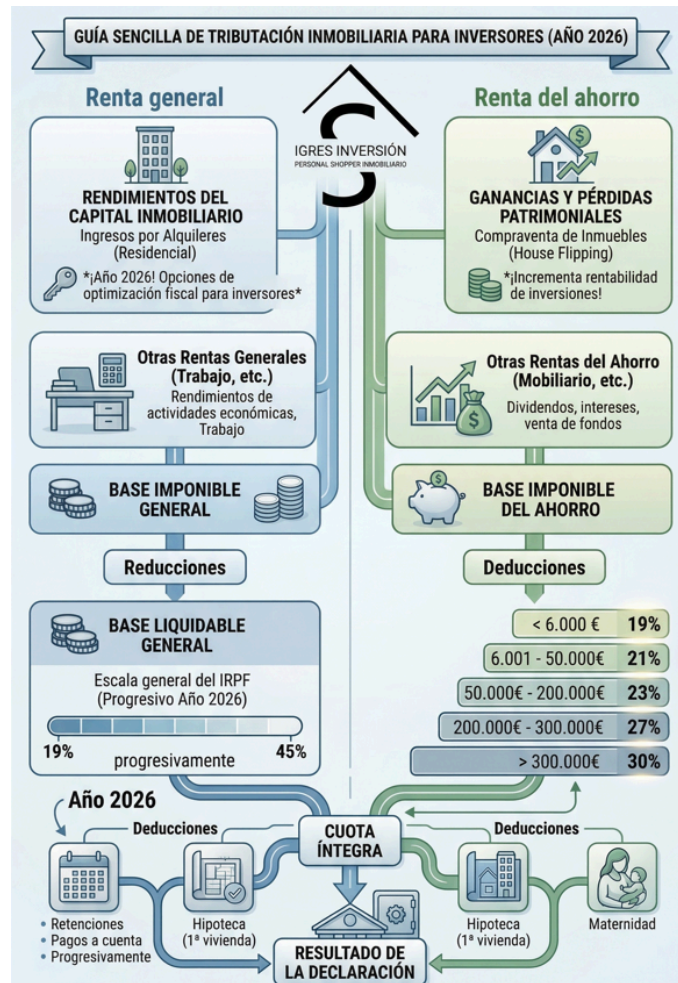 GUÍA SENCILLA DE TRIBUTACIÓN INMOBILIARIA PARA INVERSORES (AÑO 2026)
Renta general
Renta del ahorro
S
IGRES INVERSIÓN
PERSONAL SHOPPER INMOBILIARIO
RENDIMIENTOS DEL
CAPITAL INMOBILIARIO
Ingresos por Alquileres
(Residencial)
*¡Año 2026! Opciones de
optimización fiscal para inversores*
GANANCIAS Y PÉRDIDAS
PATRIMONIALES
Compraventa de Inmuebles
(House Flipping)
*¡Incrementa rentabilidad
de inversiones!
Otras Rentas Generales
(Trabajo, etc.)
Rendimientos de
actividades económicas,
Trabajo
Otras Rentas del Ahorro
(Mobiliario, etc.)
Dividendos, intereses,
venta de fondos
BASE IMPONIBLE
GENERAL
BASE IMPONIBLE
DEL AHORRO
Reducciones
Deducciones
BASE LIQUIDABLE
GENERAL
Escala general del IRPF
(Progresivo Año 2026)
19% 45%
progresivamente
< 6.000 € 19%
6.001 - 50.000€ 21%
50.000€ - 200.000€ 23%
200.000€ - 300.000€ 27%
> 300.000€ 30%
Año 2026
Deducciones
CUOTA
ÍNTEGRA
Deducciones
• Retenciones
• Pagos a cuenta
• Progresivamente
Hipoteca
(1ª vivienda)
Hipoteca
(1ª vivienda)
Maternidad
RESULTADO DE
LA DECLARACIÓN